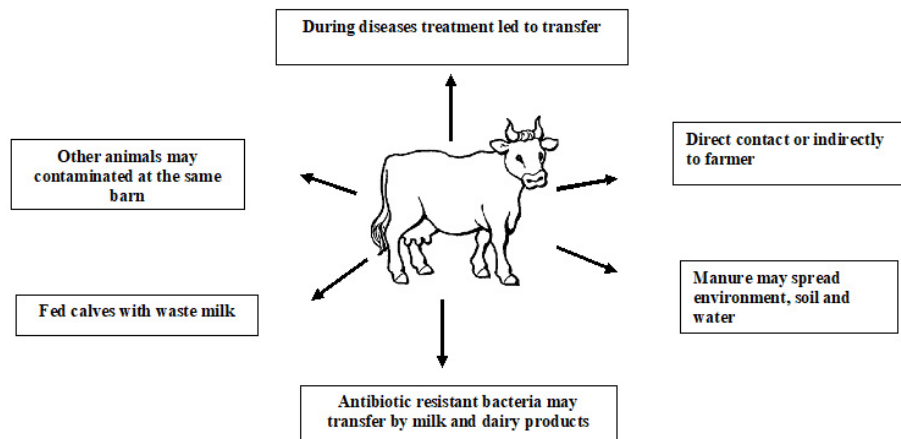 During diseases treatment led to transfer
Other animals may
contaminated at the same
barn
Direct contact or indirectly
to farmer
Fed calves with waste milk
Manure may spread
environment, soil and
water
Antibiotic resistant bacteria may
transfer by milk and dairy products